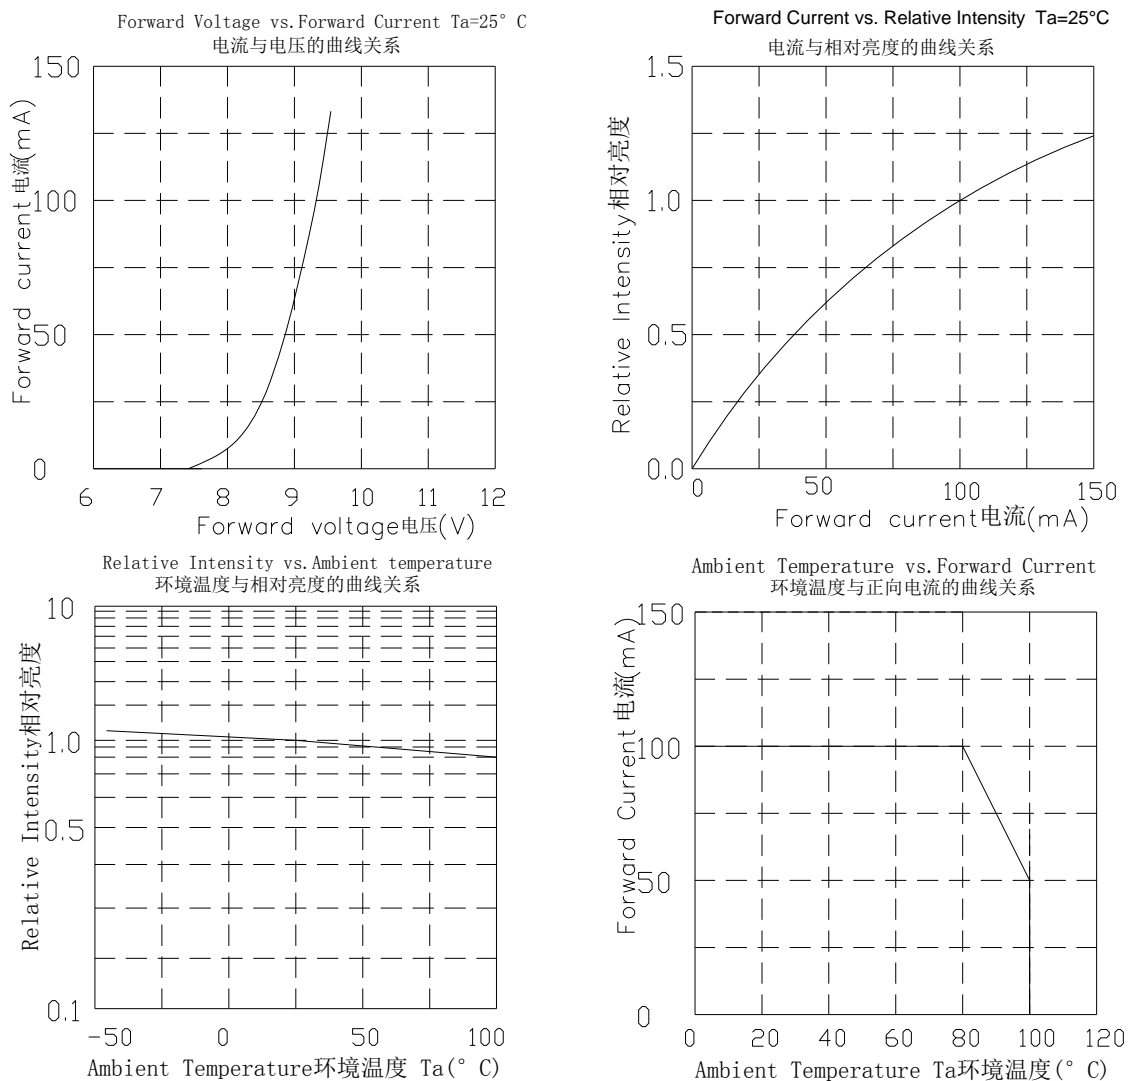 Forward Voltage vs.Forward Current Ta=25° C
电流与电压的曲线关系
150
100
50
0
Forward current电流(mA)
6 7 8 9 10 11 12
Forward voltage电压(V)
Forward Current vs. Relative Intensity Ta=25°C
电流与相对亮度的曲线关系
1.5
1.0
0.5
0.0
Relative Intensity相对亮度
0 50 100 150
Forward current电流(mA)
Relative Intensity vs.Ambient temperature
环境温度与相对亮度的曲线关系
10
1.0
0.5
0.1
Relative Intensity相对亮度
-50 0 50 100
Ambient Temperature环境温度 Ta(° C)
Ambient Temperature vs.Forward Current
环境温度与正向电流的曲线关系
150
100
50
0
Forward Current 电流(mA)
0 20 40 60 80 100 120
Ambient Temperature Ta环境温度(° C)